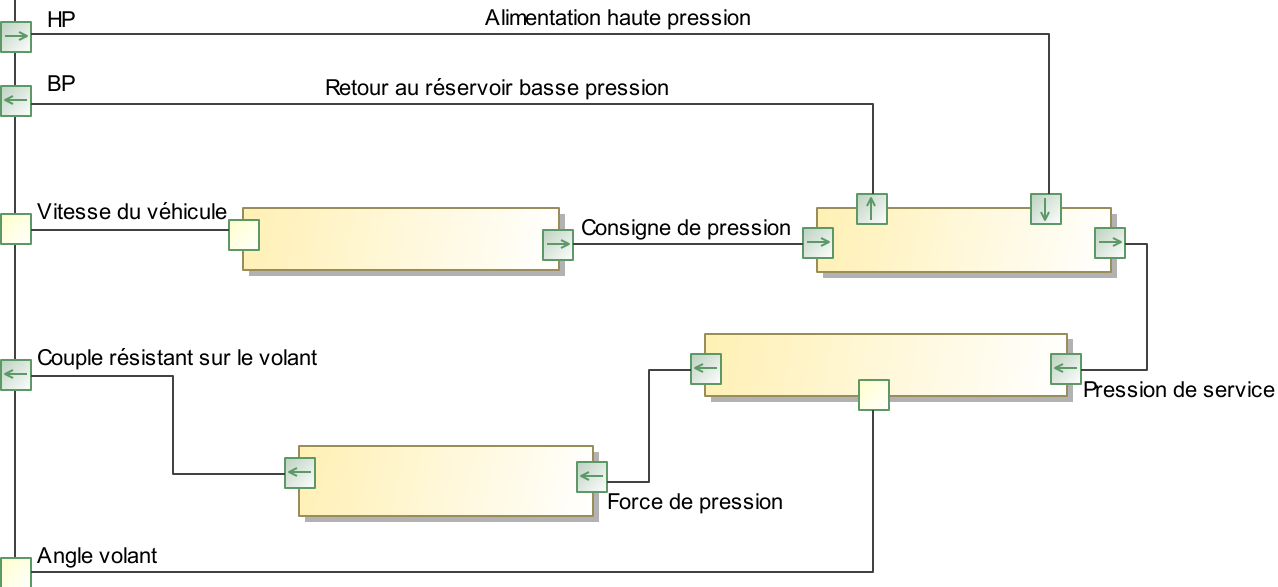 HP
Alimentation haute pression
BP
Retour au réservoir basse pression
Vitesse du véhicule
Consigne de pression
Couple résistant sur le volant
Pression de service
Force de pression
Angle volant